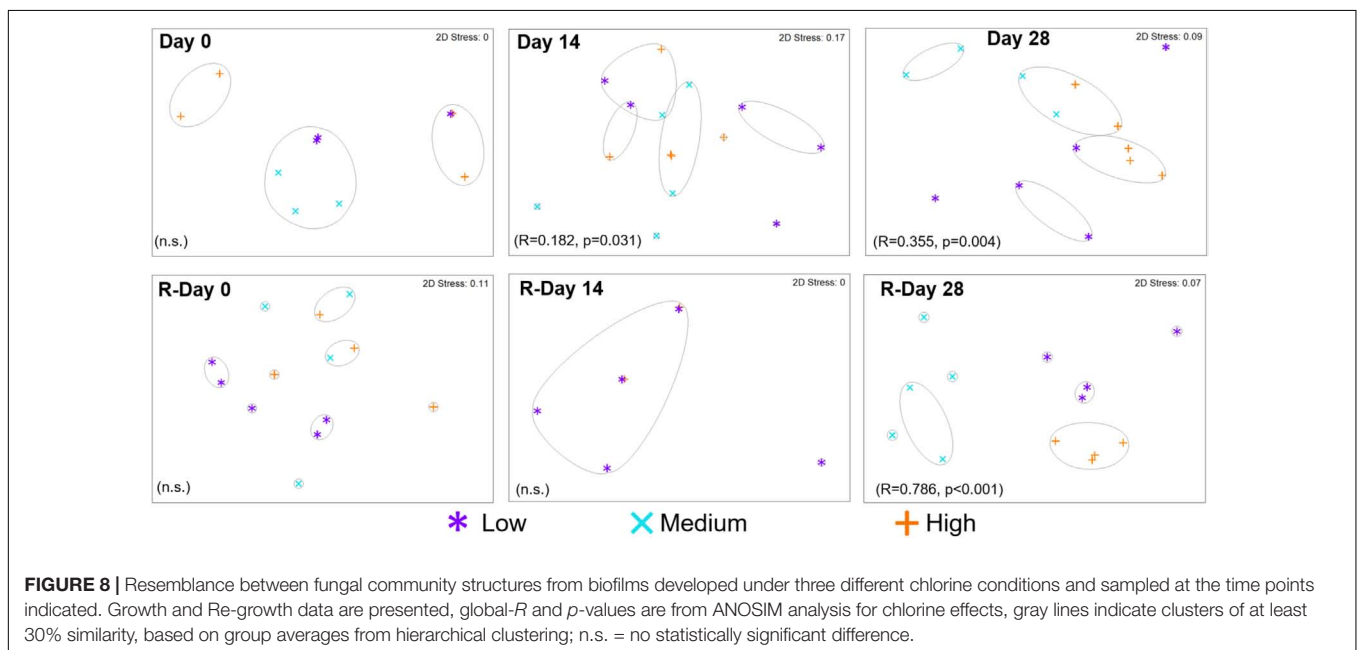 Day 0
2D Stress: 0
(n.s.)
Day 14
2D Stress: 0.17
(R=0.182, p=0.031)
Day 28
2D Stress: 0.09
(R=0.355, p=0.004)
R-Day 0
2D Stress: 0.11
(n.s.)
R-Day 14
2D Stress: 0
(n.s.)
R-Day 28
2D Stress: 0.07
(R=0.786, p<0.001)
Low
Medium
High
FIGURE 8 | Resemblance between fungal community structures from biofilms developed under three different chlorine conditions and sampled at the time points
indicated. Growth and Re-growth data are presented, global-R and p-values are from ANOSIM analysis for chlorine effects, gray lines indicate clusters of at least
30% similarity, based on group averages from hierarchical clustering; n.s. = no statistically significant difference.